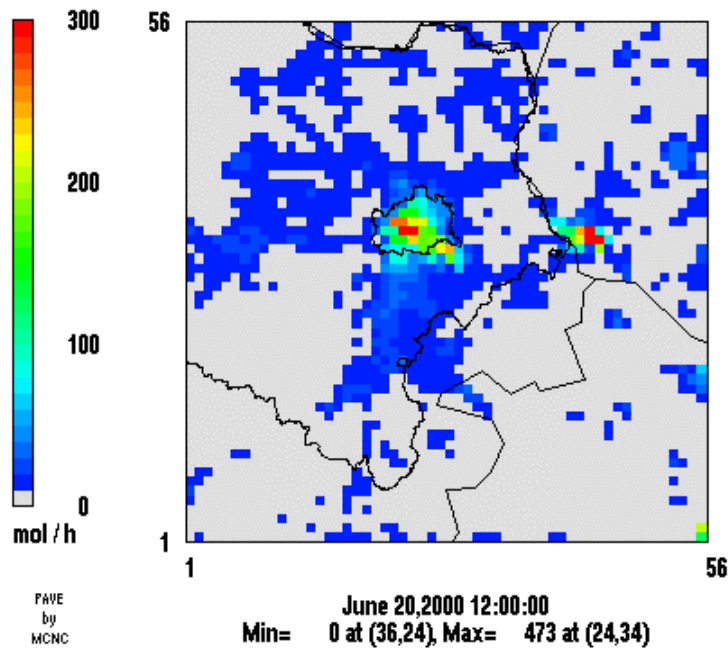 300
200
100
0
mol / h
56
1
1
56
PAVE
by
MCNC
June 20,2000 12:00:00
Min= 0 at (36,24), Max= 473 at (24,34)